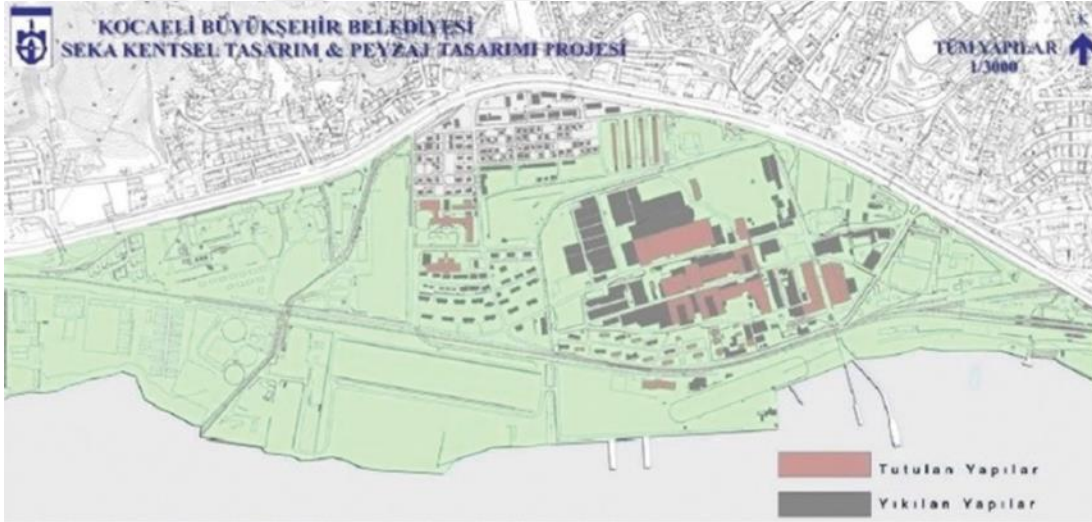 KOCAELİ BÜYÜKŞEHİR BELEDİYESİ
SEKA KENTSEL TASARIM & PEYZAJ TASARIMI PROJESİ
TÜM YAPILAR
1/3000
Tutulan Yapılar
Yıkılan Yapılar